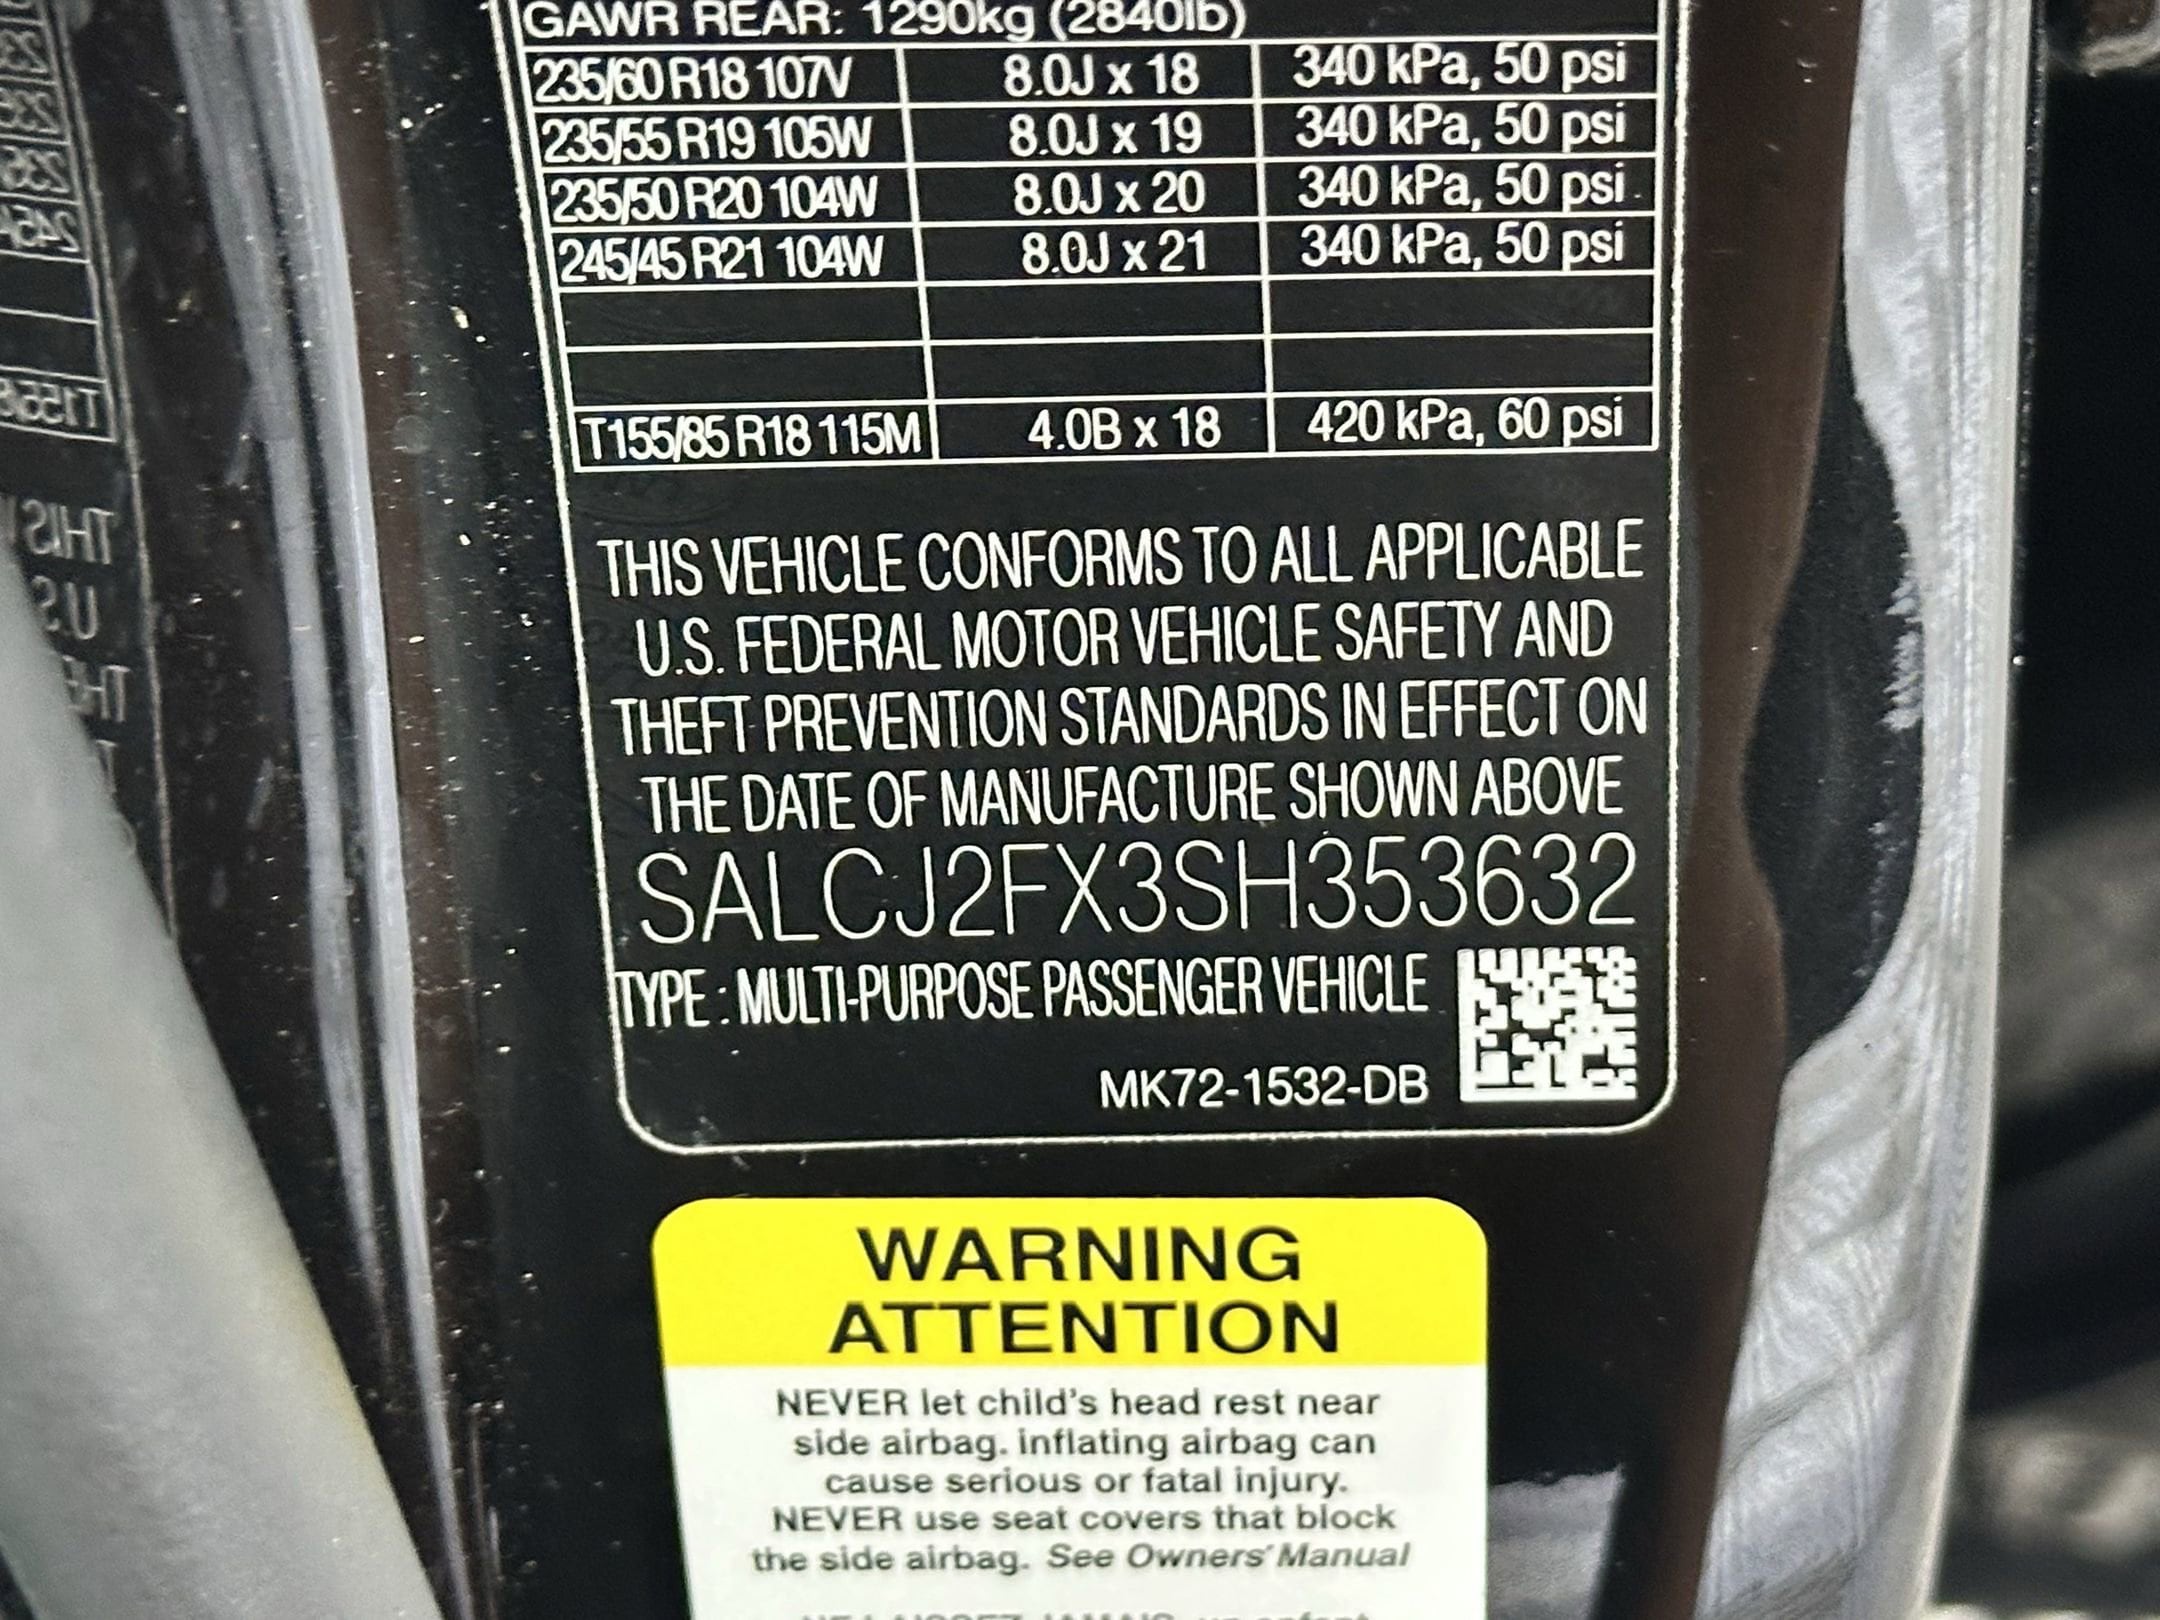 GAWR REAR: 1290kg (2840lb)
235/60 R18 107V 8.0J x 18 340 kPa, 50 psi
235/55 R19 105W 8.0J x 19 340 kPa, 50 psi
235/50 R20 104W 8.0J x 20 340 kPa, 50 psi
245/45 R21 104W 8.0J x 21 340 kPa, 50 psi
T155/85 R18 115M 4.0B x 18 420 kPa, 60 psi
THIS VEHICLE CONFORMS TO ALL APPLICABLE
U.S. FEDERAL MOTOR VEHICLE SAFETY AND
THEFT PREVENTION STANDARDS IN EFFECT ON
THE DATE OF MANUFACTURE SHOWN ABOVE
SALCJ2FX3SH353632
TYPE : MULTI-PURPOSE PASSENGER VEHICLE
MK72-1532-DB
WARNING
ATTENTION
NEVER let child's head rest near
side airbag. inflating airbag can
cause serious or fatal injury.
NEVER use seat covers that block
the side airbag. See Owners' Manual